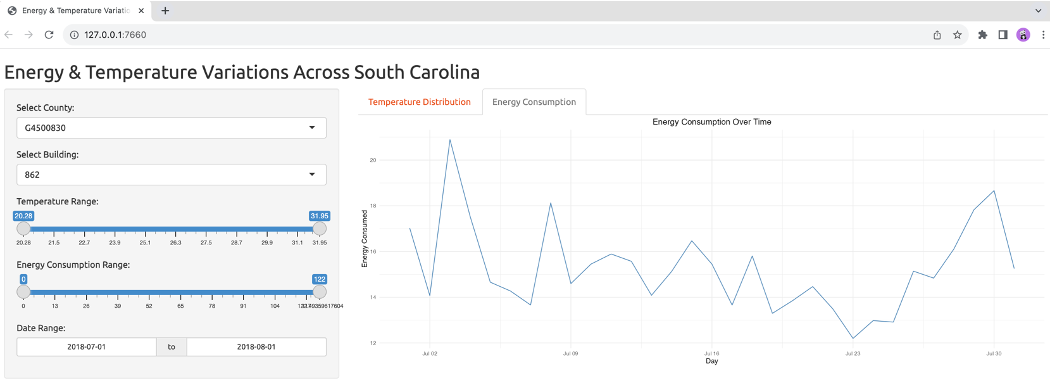 Energy & Temperature Variatio
127.0.0.1:7660
Energy & Temperature Variations Across South Carolina
Select County:
G4500830
Select Building:
862
Temperature Range:
20.28 31.95
20.28 21.5 22.7 23.9 25.1 26.3 27.5 28.7 29.9 31.1 31.95
Energy Consumption Range:
0 122
0 13 26 39 52 65 78 91 104
Date Range:
2018-07-01 to 2018-08-01
Temperature Distribution Energy Consumption
Energy Consumption Over Time
Energy Consumed
20
18
16
14
12
Jul 02 Jul 09 Jul 16 Jul 23 Jul 30
Day